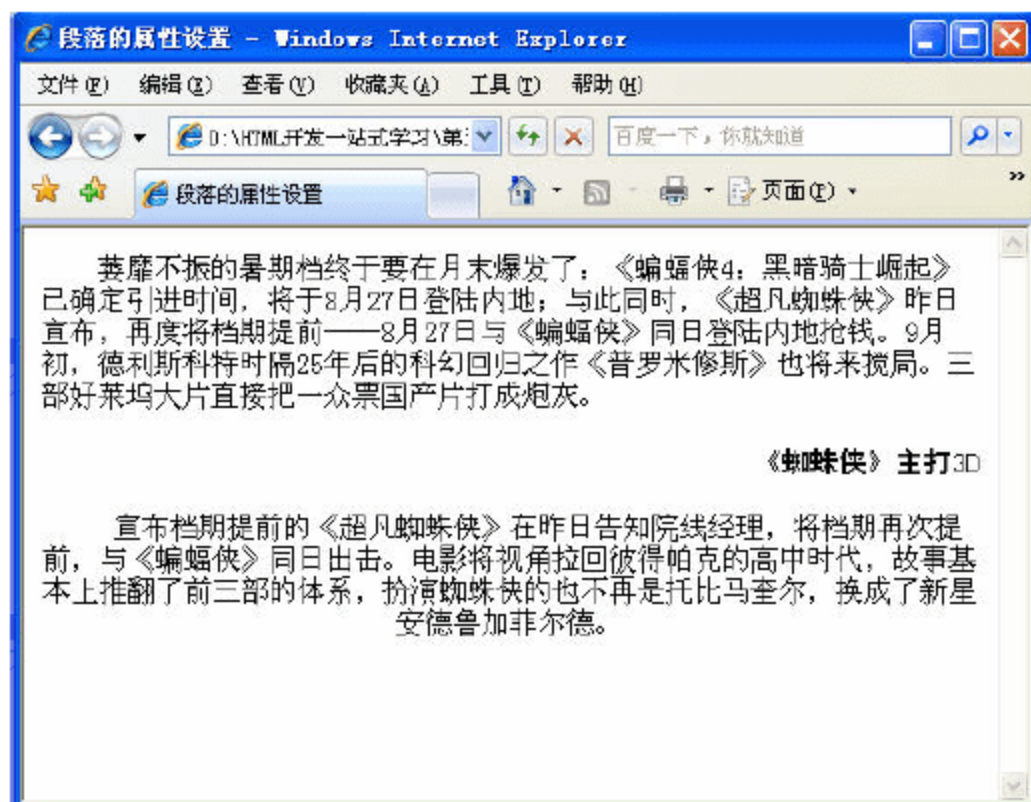 段落的属性设置 - Windows Internet Explorer
文件(F) 编辑(E) 查看(V) 收藏夹(A) 工具(T) 帮助(H)
D:\HTML开发一站式学习\第 百度一下，你就知道
段落的属性设置 页面(P) »
萎靡不振的暑期档终于要在月末爆发了；《蝙蝠侠4：黑暗骑士崛起》
已确定引进时间，将于8月27日登陆内地；与此同时，《超凡蜘蛛侠》昨日
宣布，再度将档期提前——8月27日与《蝙蝠侠》同日登陆内地抢钱。9月
初，德利斯科特时隔25年后的科幻回归之作《普罗米修斯》也将来搅局。三
部好莱坞大片直接把一众票国产片打成炮灰。
《蜘蛛侠》主打3D
宣布档期提前的《超凡蜘蛛侠》在昨日告知院线经理，将档期再次提
前，与《蝙蝠侠》同日出击。电影将视角拉回彼得帕克的高中时代，故事基
本上推翻了前三部的体系，扮演蜘蛛侠的也不再是托比马奎尔，换成了新星
安德鲁加菲尔德。